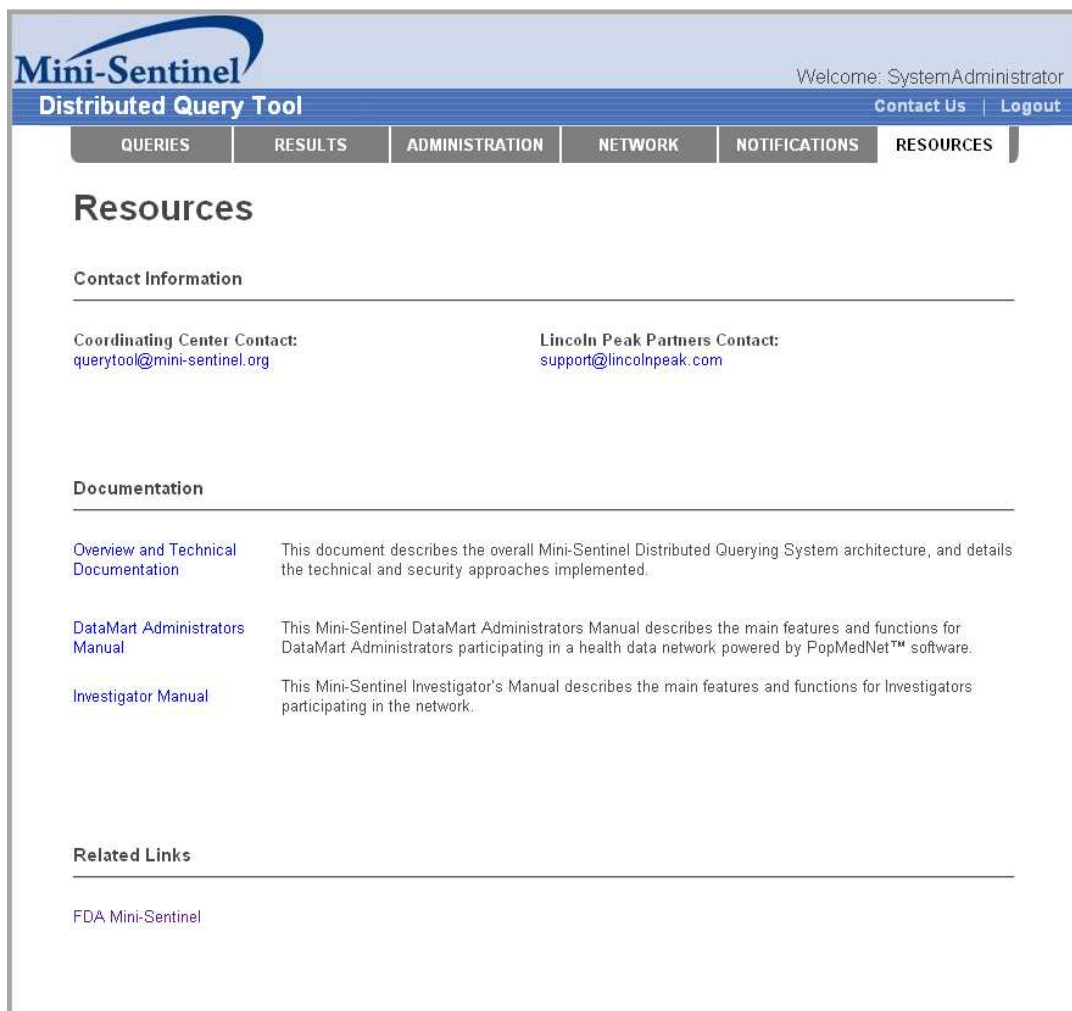 Mini-Sentinel
Welcome: SystemAdministrator
Distributed Query Tool
Contact Us | Logout
QUERIES RESULTS ADMINISTRATION NETWORK NOTIFICATIONS RESOURCES
Resources
Contact Information
Coordinating Center Contact:
querytool@mini-sentinel.org
Lincoln Peak Partners Contact:
support@lincolnpeak.com
Documentation
Overview and Technical
Documentation
This document describes the overall Mini-Sentinel Distributed Querying System architecture, and details
the technical and security approaches implemented.
DataMart Administrators
Manual
This Mini-Sentinel DataMart Administrators Manual describes the main features and functions for
DataMart Administrators participating in a health data network powered by PopMedNet™ software.
Investigator Manual
This Mini-Sentinel Investigator's Manual describes the main features and functions for Investigators
participating in the network.
Related Links
FDA Mini-Sentinel